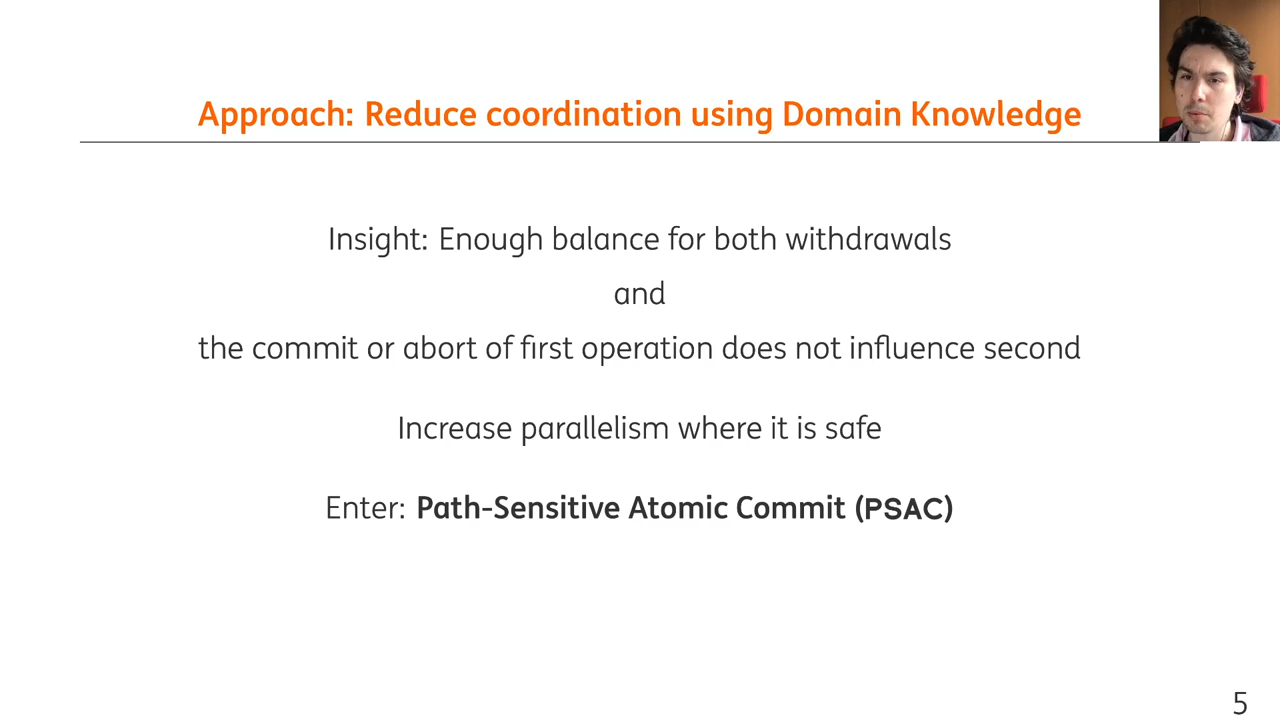 Approach: Reduce coordination using Domain Knowledge
Insight: Enough balance for both withdrawals
and
the commit or abort of first operation does not influence second
Increase parallelism where it is safe
Enter: Path-Sensitive Atomic Commit (PSAC)
5